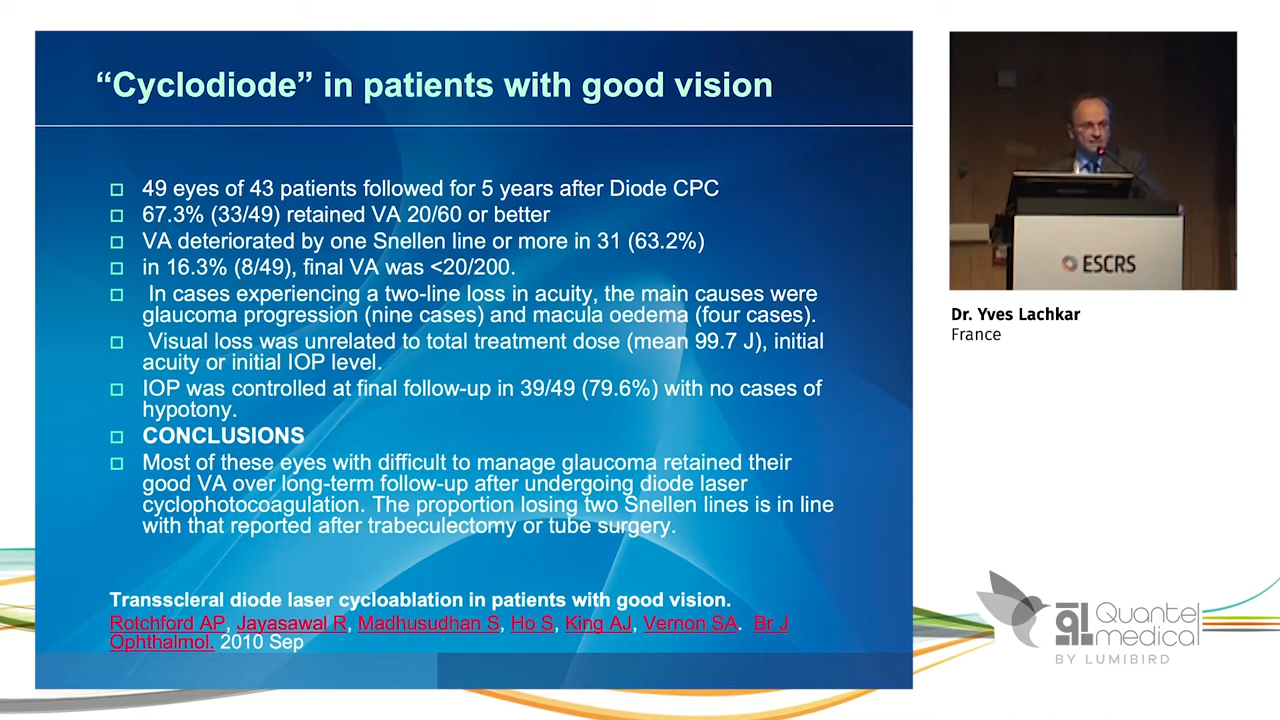 “Cyclodiode” in patients with good vision
49 eyes of 43 patients followed for 5 years after Diode CPC
67.3% (33/49) retained VA 20/60 or better
VA deteriorated by one Snellen line or more in 31 (63.2%)
in 16.3% (8/49), final VA was <20/200.
In cases experiencing a two-line loss in acuity, the main causes were
glaucoma progression (nine cases) and macula oedema (four cases).
Visual loss was unrelated to total treatment dose (mean 99.7 J), initial
acuity or initial IOP level.
IOP was controlled at final follow-up in 39/49 (79.6%) with no cases of
hypotony.
CONCLUSIONS
Most of these eyes with difficult to manage glaucoma retained their
good VA over long-term follow-up after undergoing diode laser
cyclophotocoagulation. The proportion losing two Snellen lines is in line
with that reported after trabeculectomy or tube surgery.
Transscleral diode laser cycloablation in patients with good vision.
Rotchford AP, Jayasawal R, Madhusudhan S, Ho S, King AJ, Vernon SA. Br J
Ophthalmol. 2010 Sep
ESCRS
Dr. Yves Lachkar
France
Quantel
medical
BY LUMIBIRD